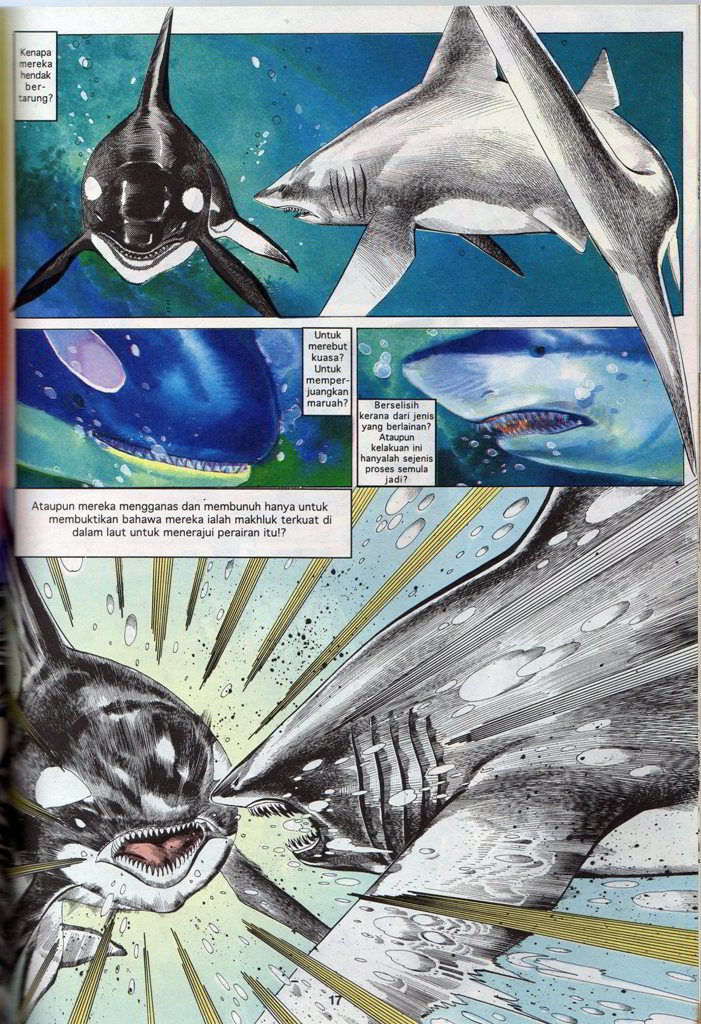 Kenapa
mereka
hendak
ber-
tarung?
Untuk
merebut
kuasa?
Untuk
memper-
juangkan
maruah?
Berselisih
kerana dari jenis
yang berlainan?
Ataupun
kelakuan ini
hanyalah sejenis
proses semula
jadi?
Ataupun mereka mengganas dan membunuh hanya untuk
membuktikan bahawa mereka ialah makhluk terkuat di
dalam laut untuk menerajui perairan itu!?
17